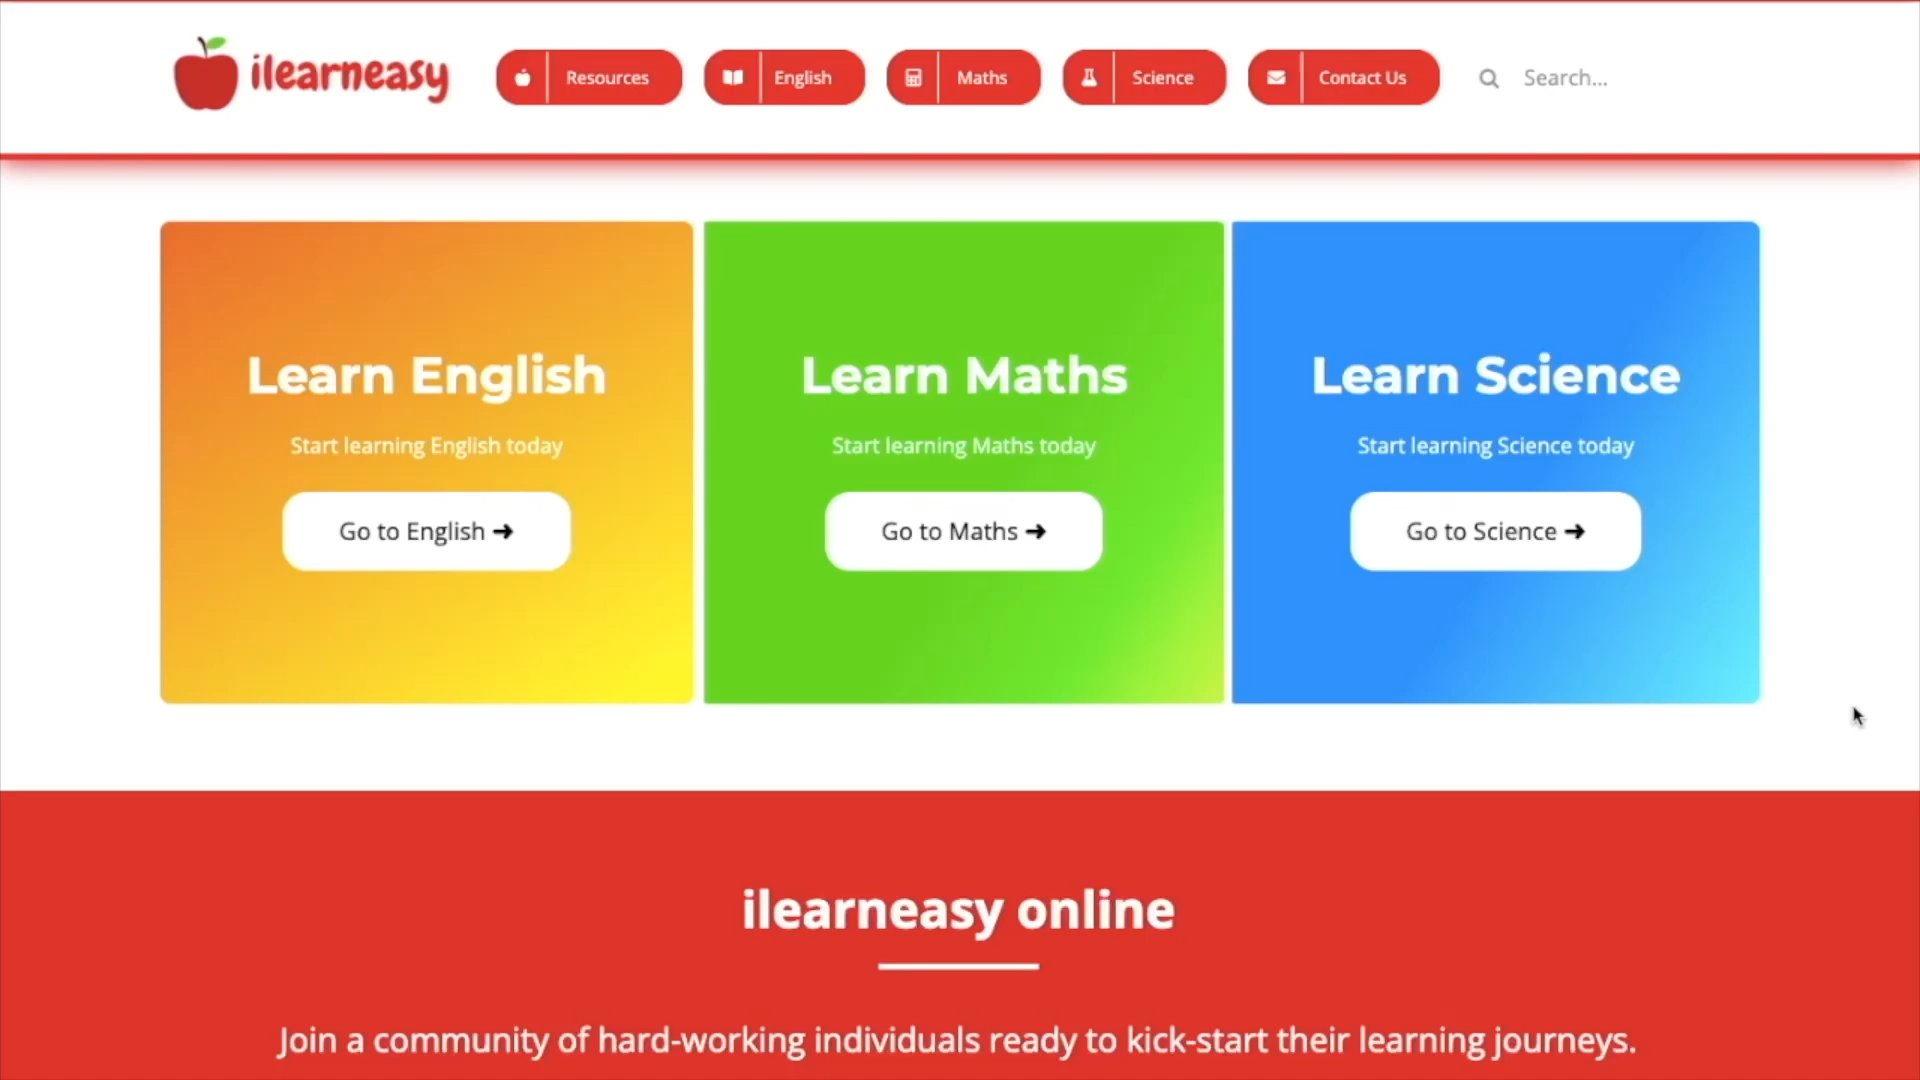 ilearneasy
Resources
English
Maths
Science
Contact Us
Search...
Learn English
Start learning English today
Go to English ➜
Learn Maths
Start learning Maths today
Go to Maths ➜
Learn Science
Start learning Science today
Go to Science ➜
ilearneasy online
Join a community of hard-working individuals ready to kick-start their learning journeys.